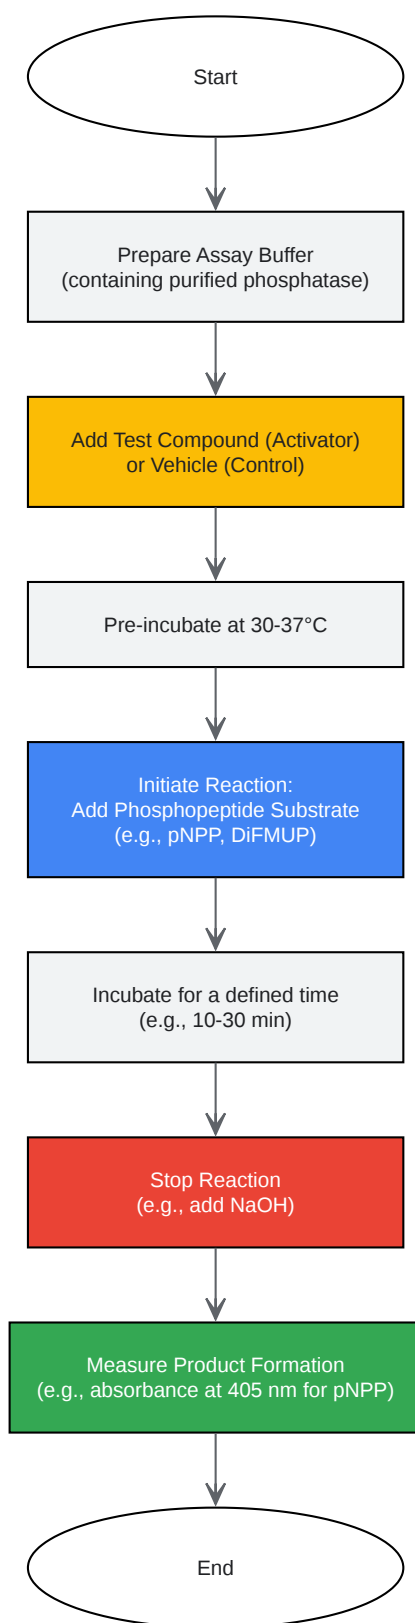 Start
Prepare Assay Buffer
(containing purified phosphatase)
Add Test Compound (Activator)
or Vehicle (Control)
Pre-incubate at 30-37°C
Initiate Reaction:
Add Phosphopeptide Substrate
(e.g., pNPP, DiFMUP)
Incubate for a defined time
(e.g., 10-30 min)
Stop Reaction
(e.g., add NaOH)
Measure Product Formation
(e.g., absorbance at 405 nm for pNPP)
End